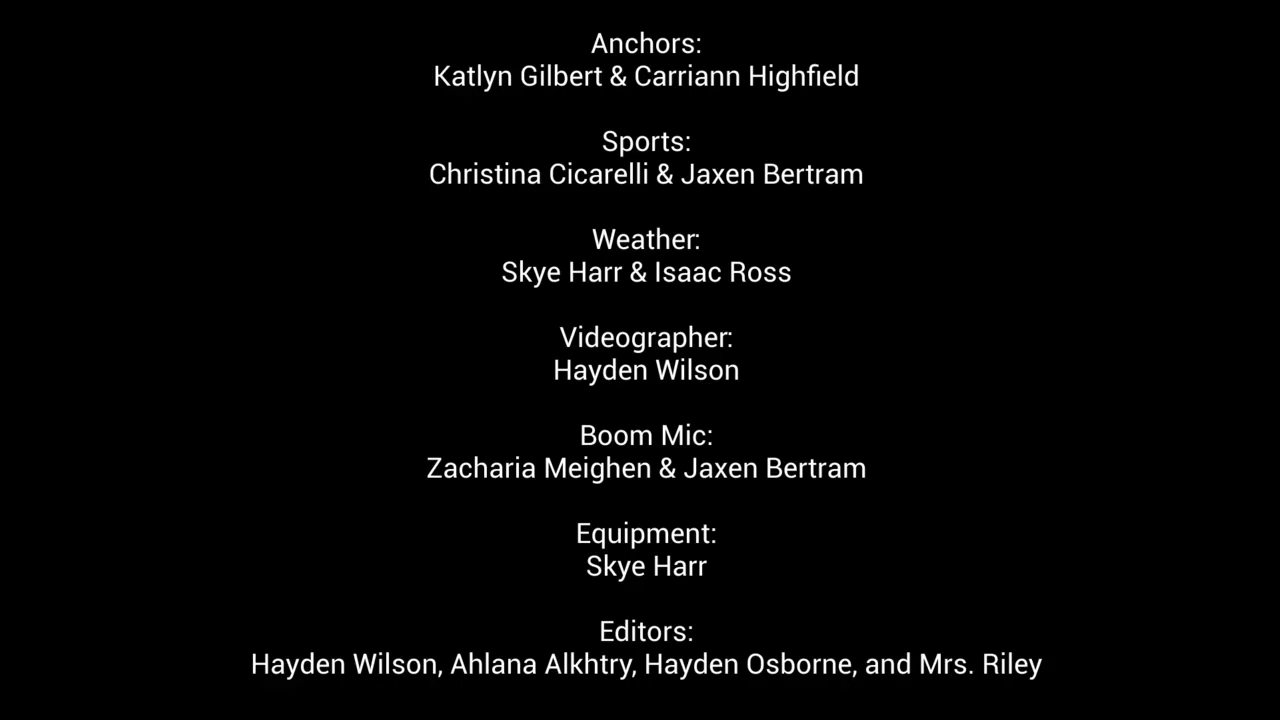 Anchors:
Katlyn Gilbert & Carriann Highfield
Sports:
Christina Cicarelli & Jaxen Bertram
Weather:
Skye Harr & Isaac Ross
Videographer:
Hayden Wilson
Boom Mic:
Zacharia Meighen & Jaxen Bertram
Equipment:
Skye Harr
Editors:
Hayden Wilson, Ahlana Alkhtry, Hayden Osborne, and Mrs. Riley